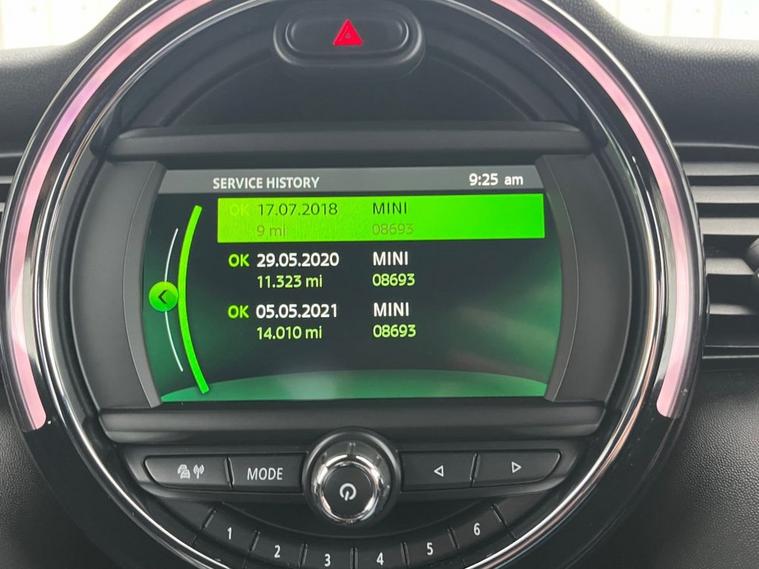 SERVICE HISTORY 9:25 am
OK 17.07.2018 MINI
9 mi 08693
OK 29.05.2020 MINI
11.323 mi 08693
OK 05.05.2021 MINI
14.010 mi 08693
MODE
1 2 3 4 5 6